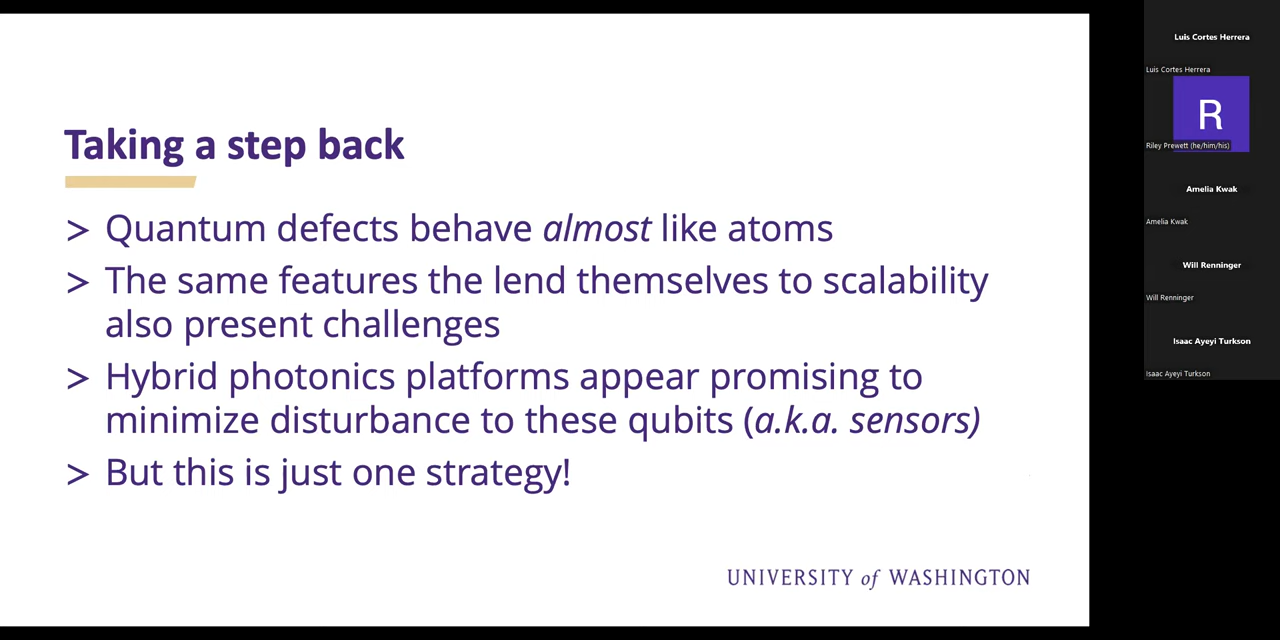 Taking a step back
> Quantum defects behave almost like atoms
> The same features the lend themselves to scalability
also present challenges
> Hybrid photonics platforms appear promising to
minimize disturbance to these qubits (a.k.a. sensors)
> But this is just one strategy!
UNIVERSITY of WASHINGTON
Luis Cortes Herrera
Luis Cortes Herrera
R
Riley Prewett (he/him/his)
Amelia Kwak
Amelia Kwak
Will Renninger
Will Renninger
Isaac Ayeyi Turkson
Isaac Ayeyi Turkson